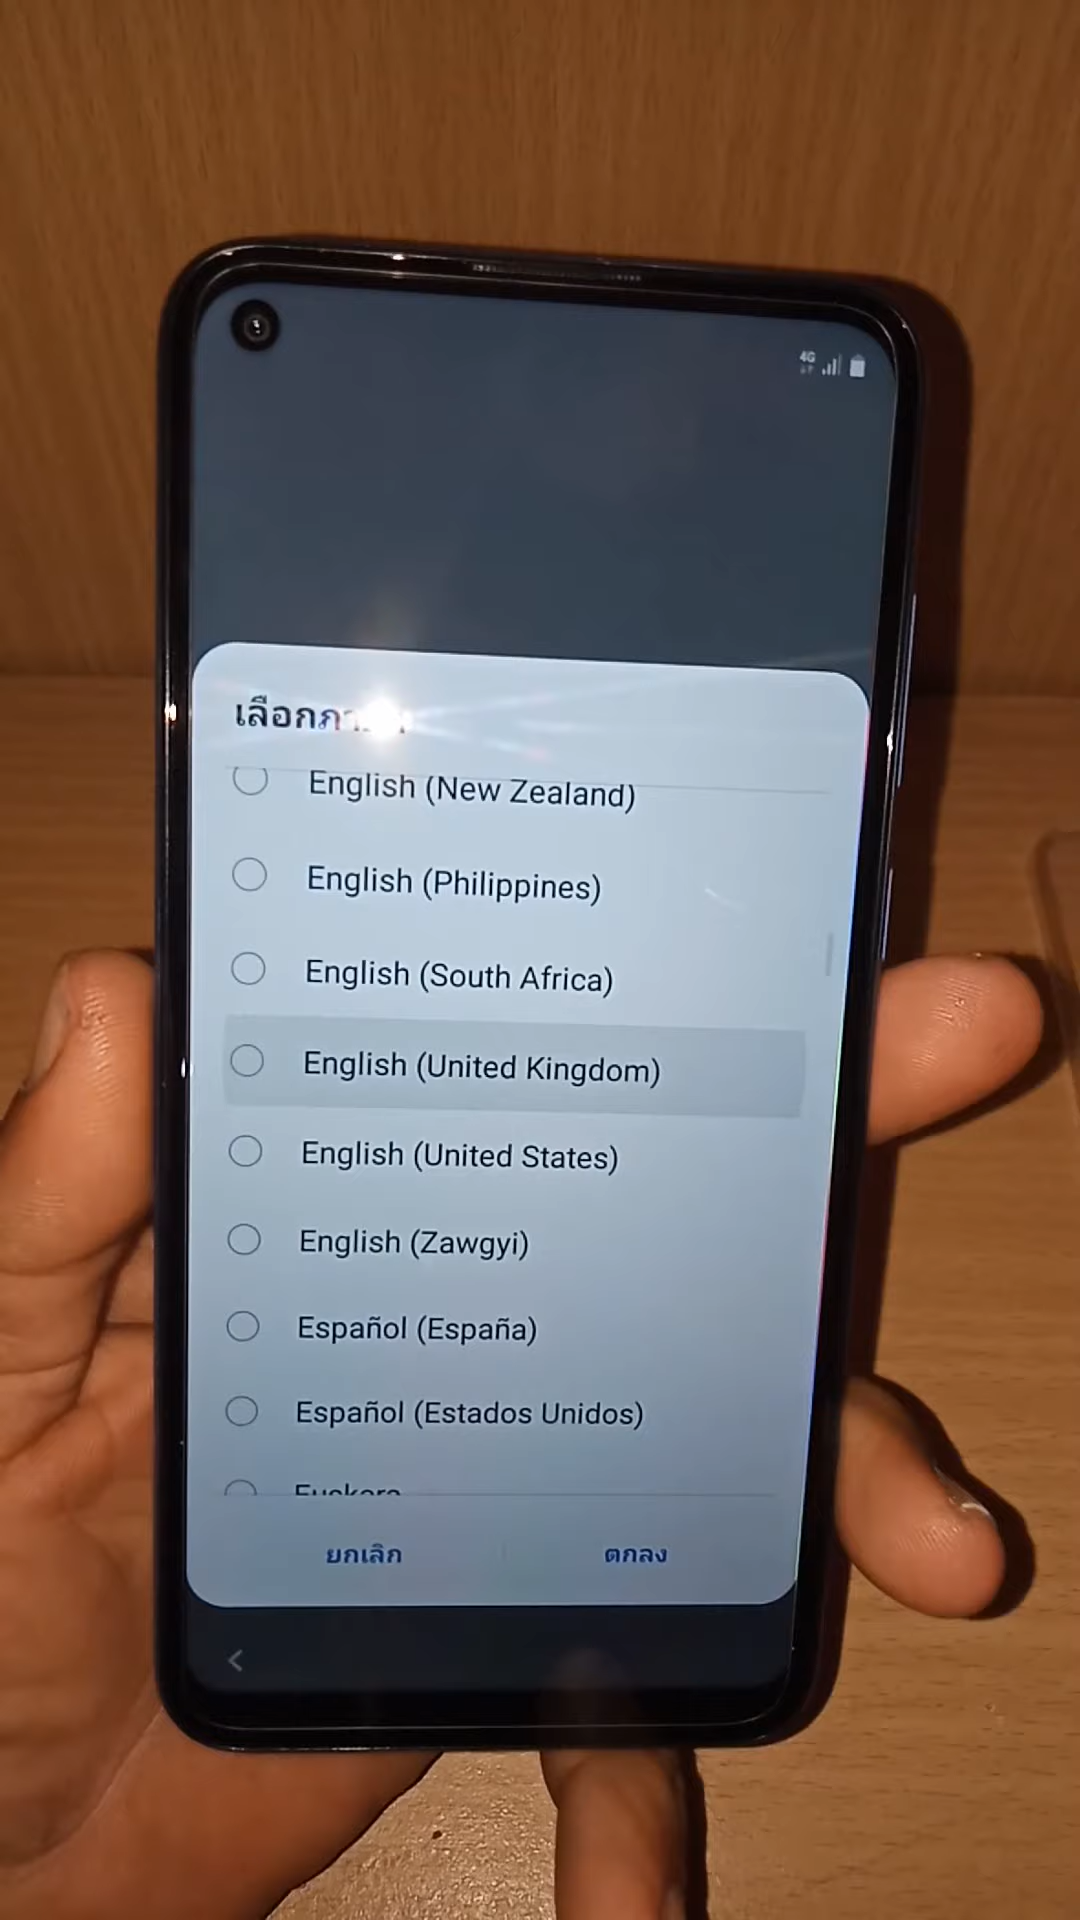 4G
English (New Zealand)
English (Philippines)
English (South Africa)
English (United Kingdom)
English (United States)
English (Zawgyi)
Español (España)
Español (Estados Unidos)
ยกเลิก
ตกลง